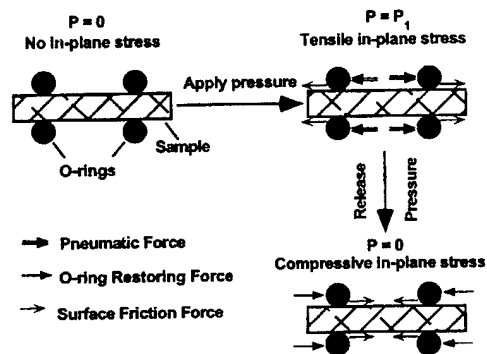 P = 0
No in-plane stress
P = P1
Tensile in-plane stress
Apply pressure
Sample
O-rings
Release
Pressure
P = 0
Compressive in-plane stress
Pneumatic Force
O-ring Restoring Force
Surface Friction Force